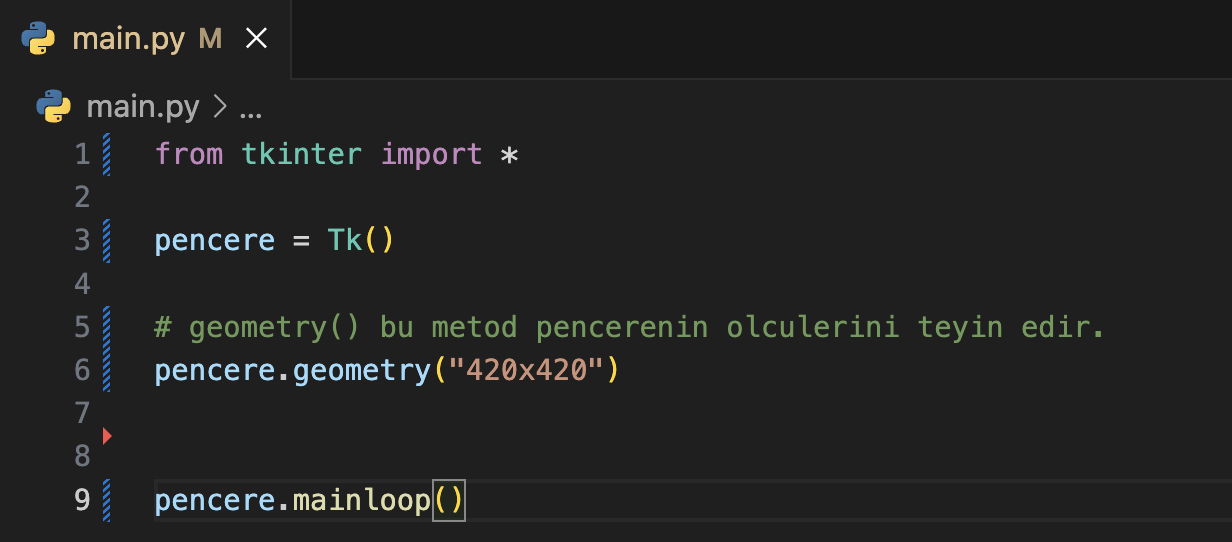 main.py M
main.py > ...
1 from tkinter import *
2
3 pencere = Tk()
4
5 # geometry() bu metod pencerenin olculerini teyin edir.
6 pencere.geometry("420x420")
7
8
9 pencere.mainloop()